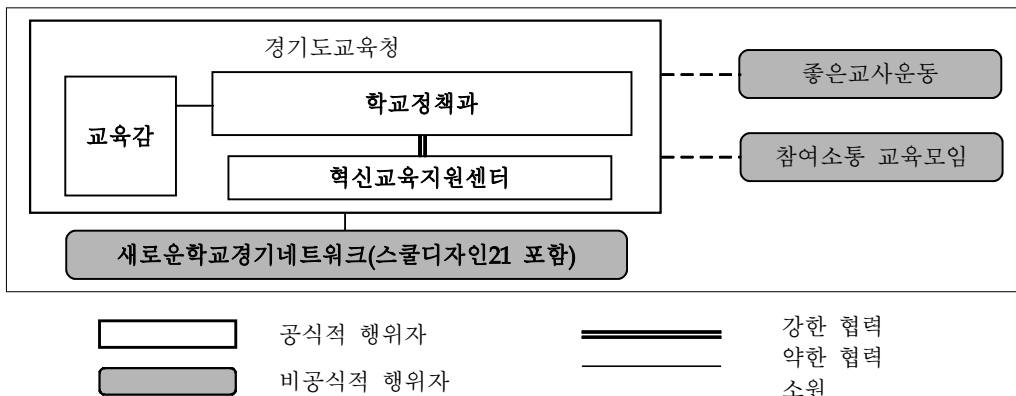 경기도교육청
교육감
학교정책과
혁신교육지원센터
새로운학교경기네트워크(스쿨디자인21 포함)
좋은교사운동
참여소통 교육모임
공식적 행위자
비공식적 행위자
강한 협력
약한 협력
소원